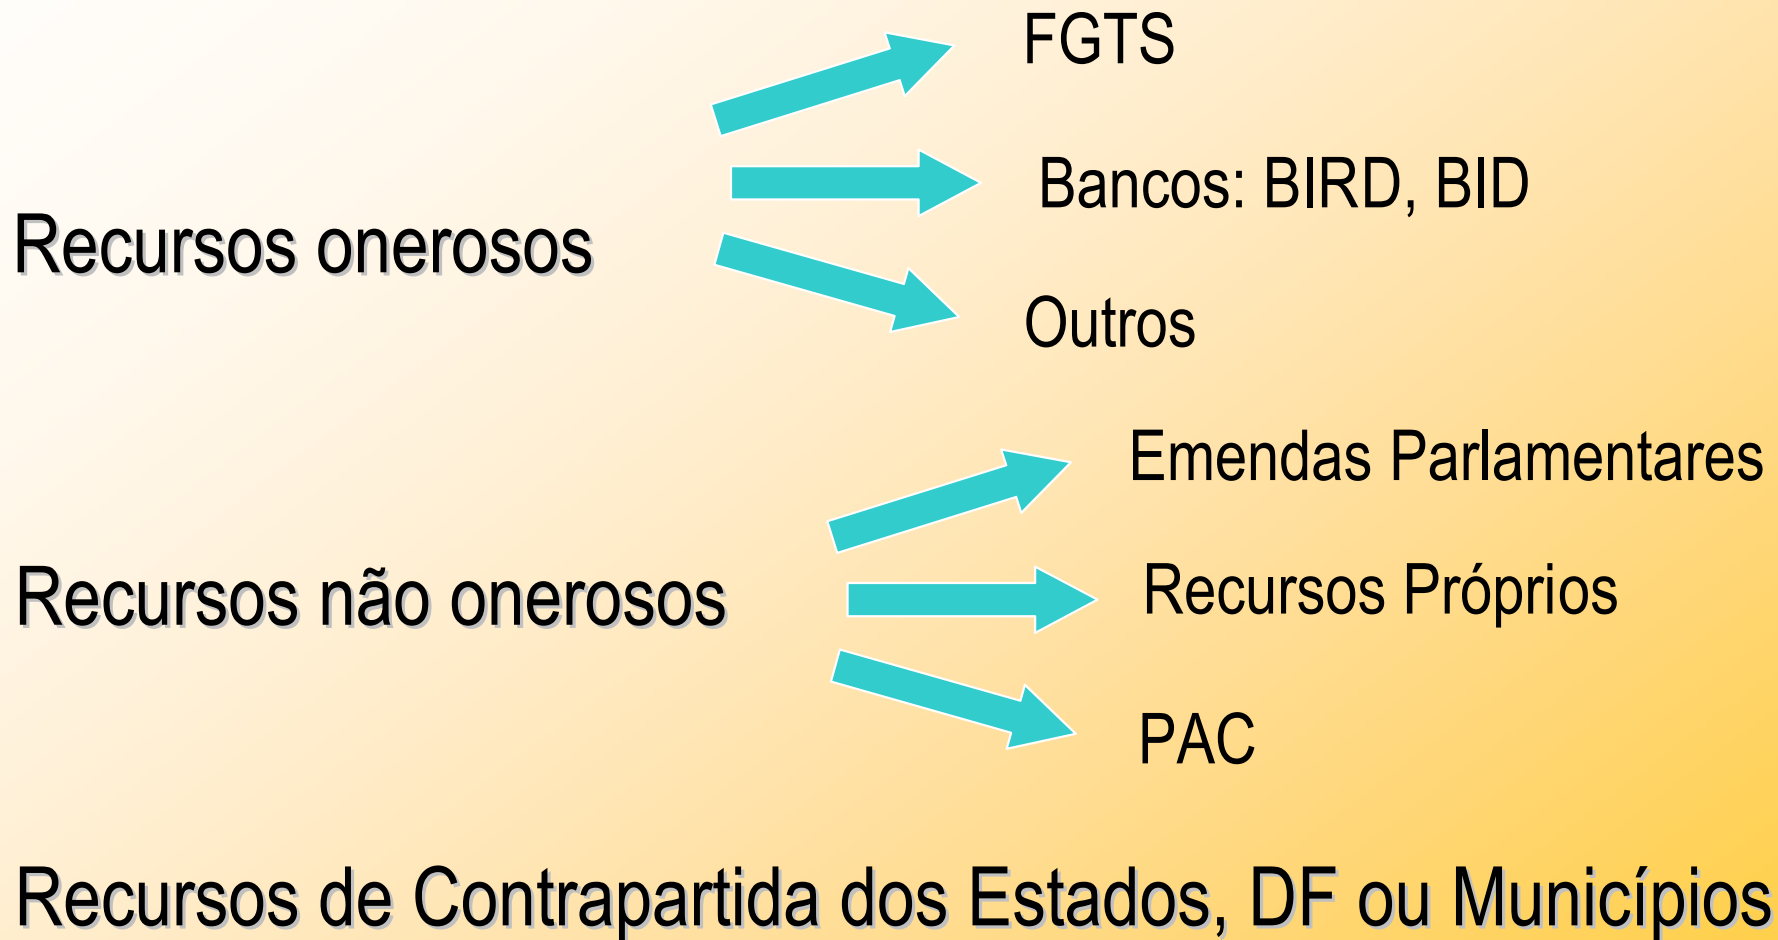 Recursos onerosos
FGTS
Bancos: BIRD, BID
Outros
Recursos não onerosos
Emendas Parlamentares
Recursos Próprios
PAC
Recursos de Contrapartida dos Estados, DF ou Municípios